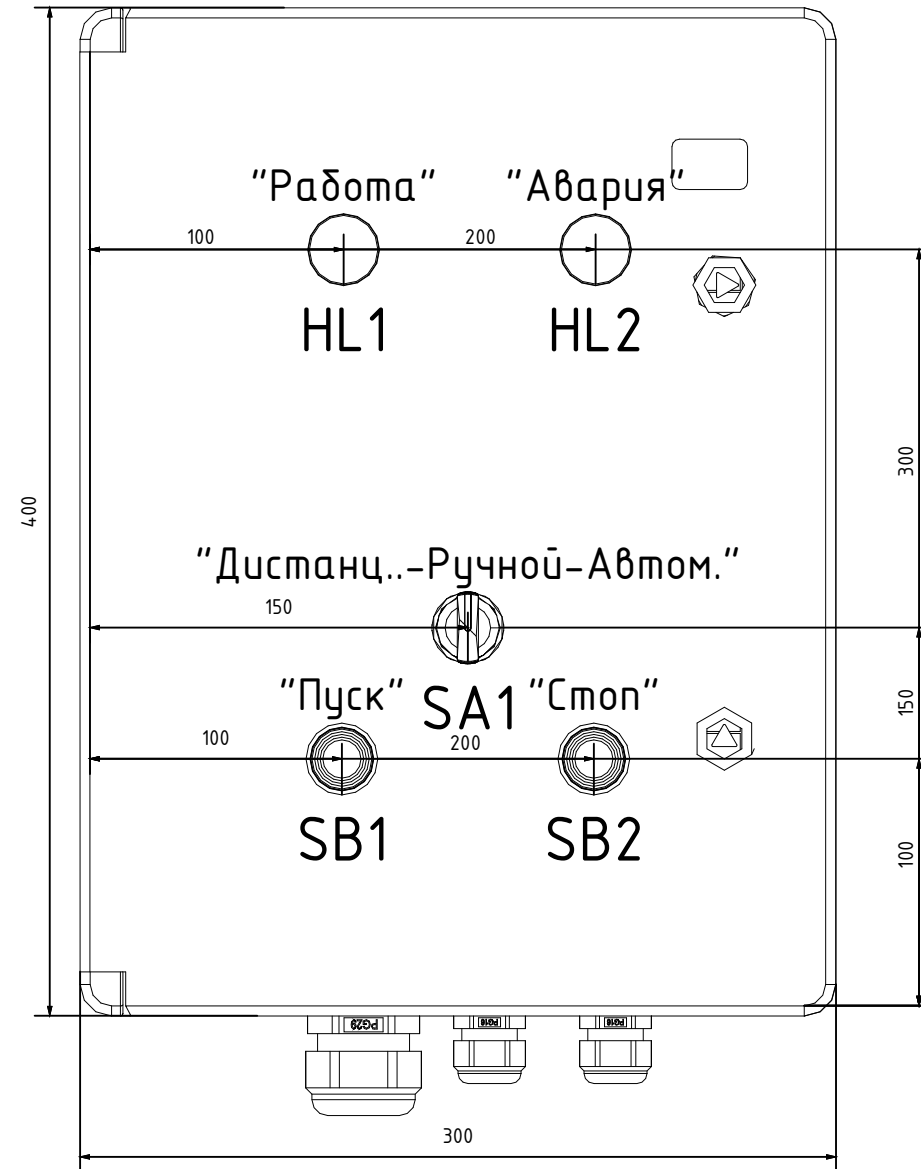 "Работа" "Авария"
100 200
HL1 HL2
300
400
"Дистанц..-Ручной-Автом."
150
"Пуск" SA1 "Стоп"
150
100 200
SB1 SB2
100
PG29 PG16 PG16
300